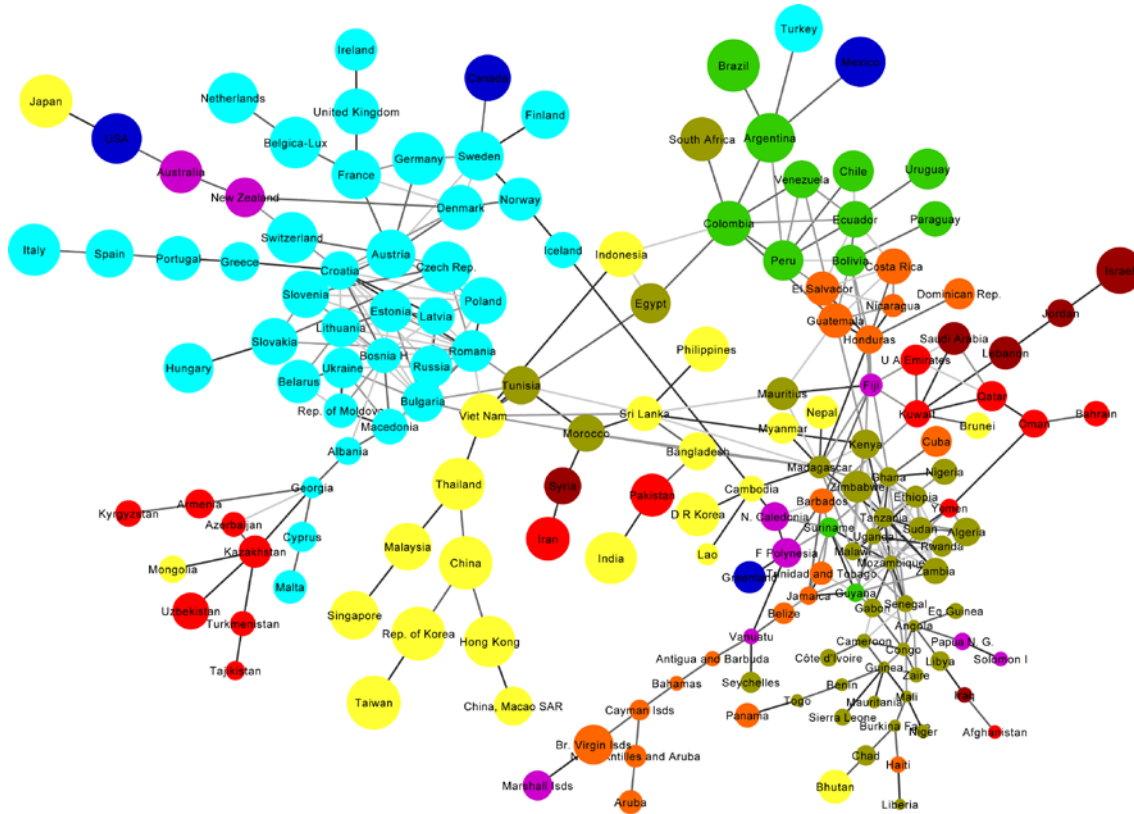 Turkey
Ireland
Brazil
Mexico
Canada
Japan
Netherlands
United Kingdom
Finland
USA
South Africa
Argentina
Belgica-Lux
Germany
Sweden
Australia
France
Venezuela
Chile
Uruguay
New Zealand
Denmark
Norway
Colombia
Ecuador
Paraguay
Switzerland
Italy
Spain
Portugal
Greece
Austria
Iceland
Indonesia
Peru
Bolivia
Croatia
Czech Rep.
Costa Rica
Israel
Slovenia
Poland
El Salvador
Egypt
Nicaragua
Dominican Rep.
Jordan
Estonia
Latvia
Guatemala
Lithuania
Honduras
Saudi Arabia
Slovakia
Romania
Lebanon
Bosnia H
Philippines
U A Emirates
Hungary
Ukraine
Russia
Belarus
Tunisia
Fiji
Mauritius
Qatar
Bulgaria
Rep. of Moldova
Viet Nam
Sri Lanka
Nepal
Kuwait
Bahrain
Macedonia
Morocco
Myanmar
Brunei
Oman
Albania
Bangladesh
Kenya
Cuba
Madagascar
Georgia
Thailand
Syria
Pakistan
Cambodia
Zimbabwe
Ghana
Nigeria
Armenia
Kyrgyzstan
Barbados
Ethiopia
Yemen
Azerbaijan
D R Korea
N. Caledonia
Tanzania
Iran
Suriname
Sudan
Algeria
Cyprus
Uganda
Kazakhstan
Malaysia
India
Lao
F Polynesia
Malawi
Rwanda
Mongolia
China
Mozambique
Zambia
Greenland
Trinidad and Tobago
Malta
Guyana
Jamaica
Uzbekistan
Singapore
Belize
Gabon
Senegal
Eq.Guinea
Turkmenistan
Angola
Rep. of Korea
Hong Kong
Vanuatu
Cameroon
Papua N. G.
Congo
Côte d'Ivoire
Libya
Solomon I
Antigua and Barbuda
Guinea
Tajikistan
Zaire
Seychelles
Bahamas
Benin
Iraq
Mali
Taiwan
China, Macao SAR
Togo
Mauritania
Cayman Isds
Panama
Sierra Leone
Burkina Faso
Niger
Afghanistan
Br. Virgin Isds
Chad
Haiti
Marshall Isds
Bhutan
Aruba
Liberia